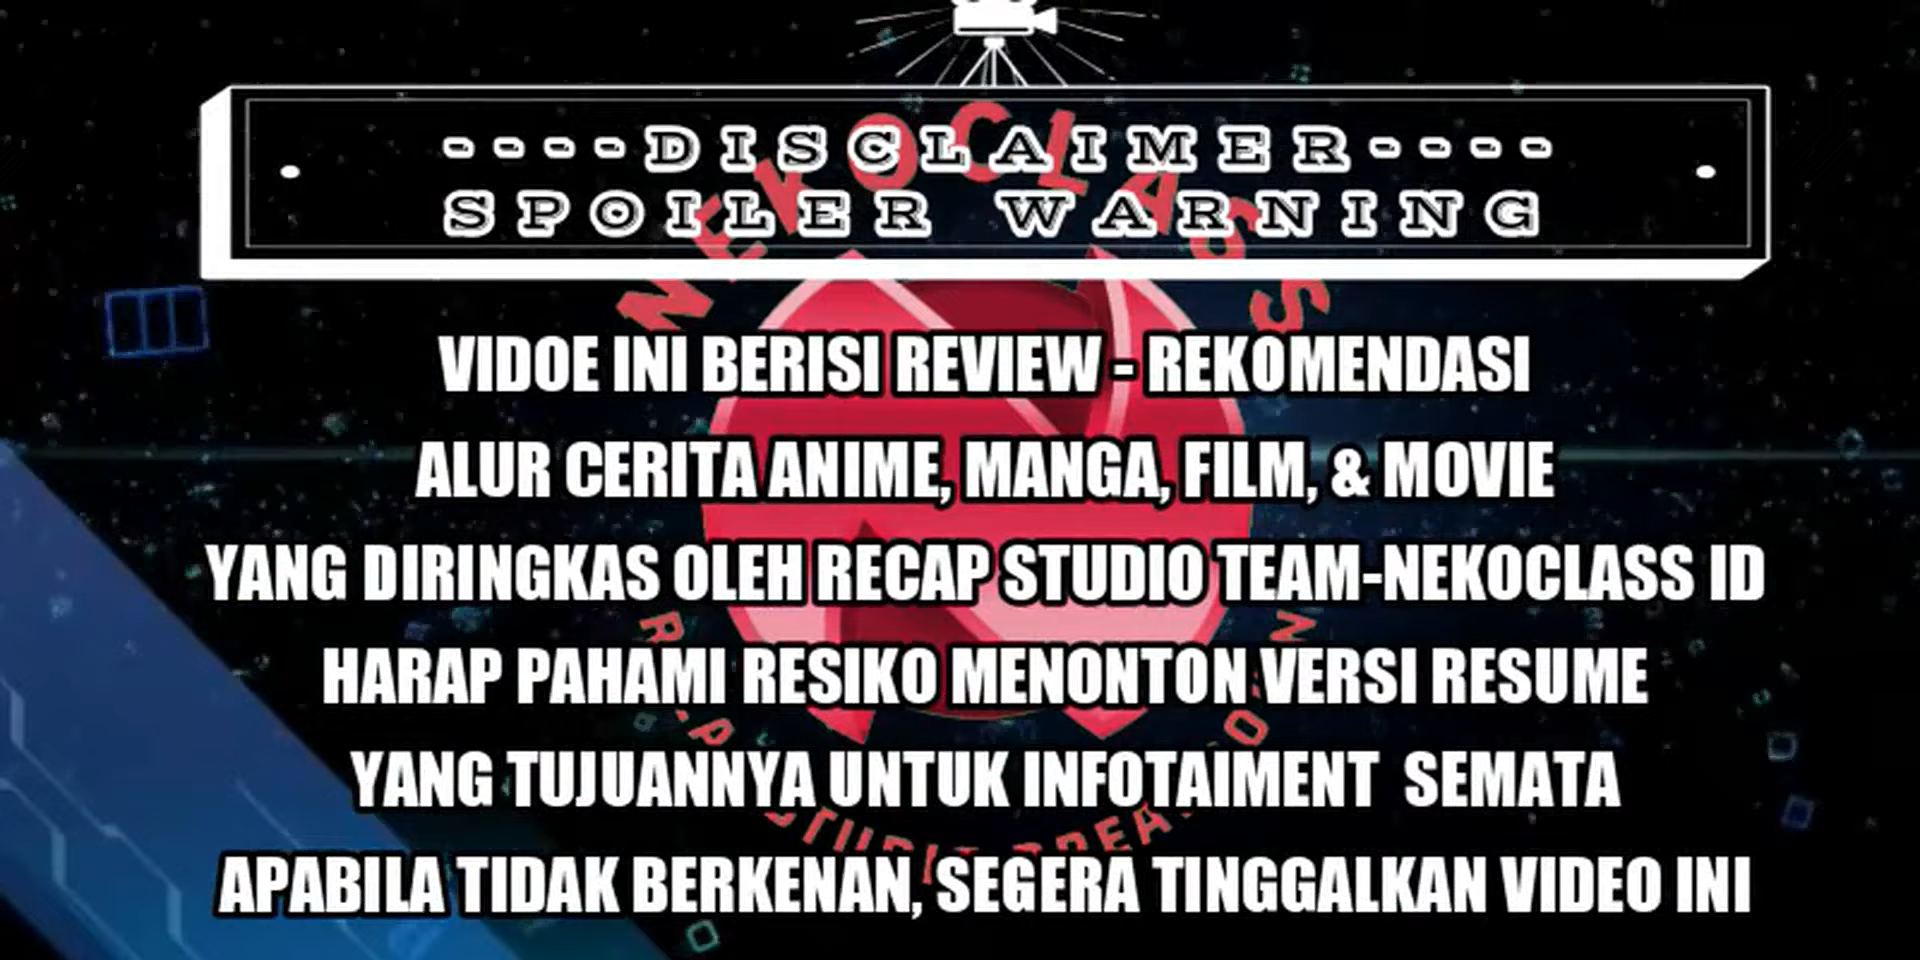 ----DISCLAIMER----
SPOILER WARNING
NEKOCLASS
VIDOE INI BERISI REVIEW - REKOMENDASI
ALUR CERITA ANIME, MANGA, FILM, & MOVIE
YANG DIRINGKAS OLEH RECAP STUDIO TEAM-NEKOCLASS ID
HARAP PAHAMI RESIKO MENONTON VERSI RESUME
YANG TUJUANNYA UNTUK INFOTAIMENT SEMATA
APABILA TIDAK BERKENAN, SEGERA TINGGALKAN VIDEO INI